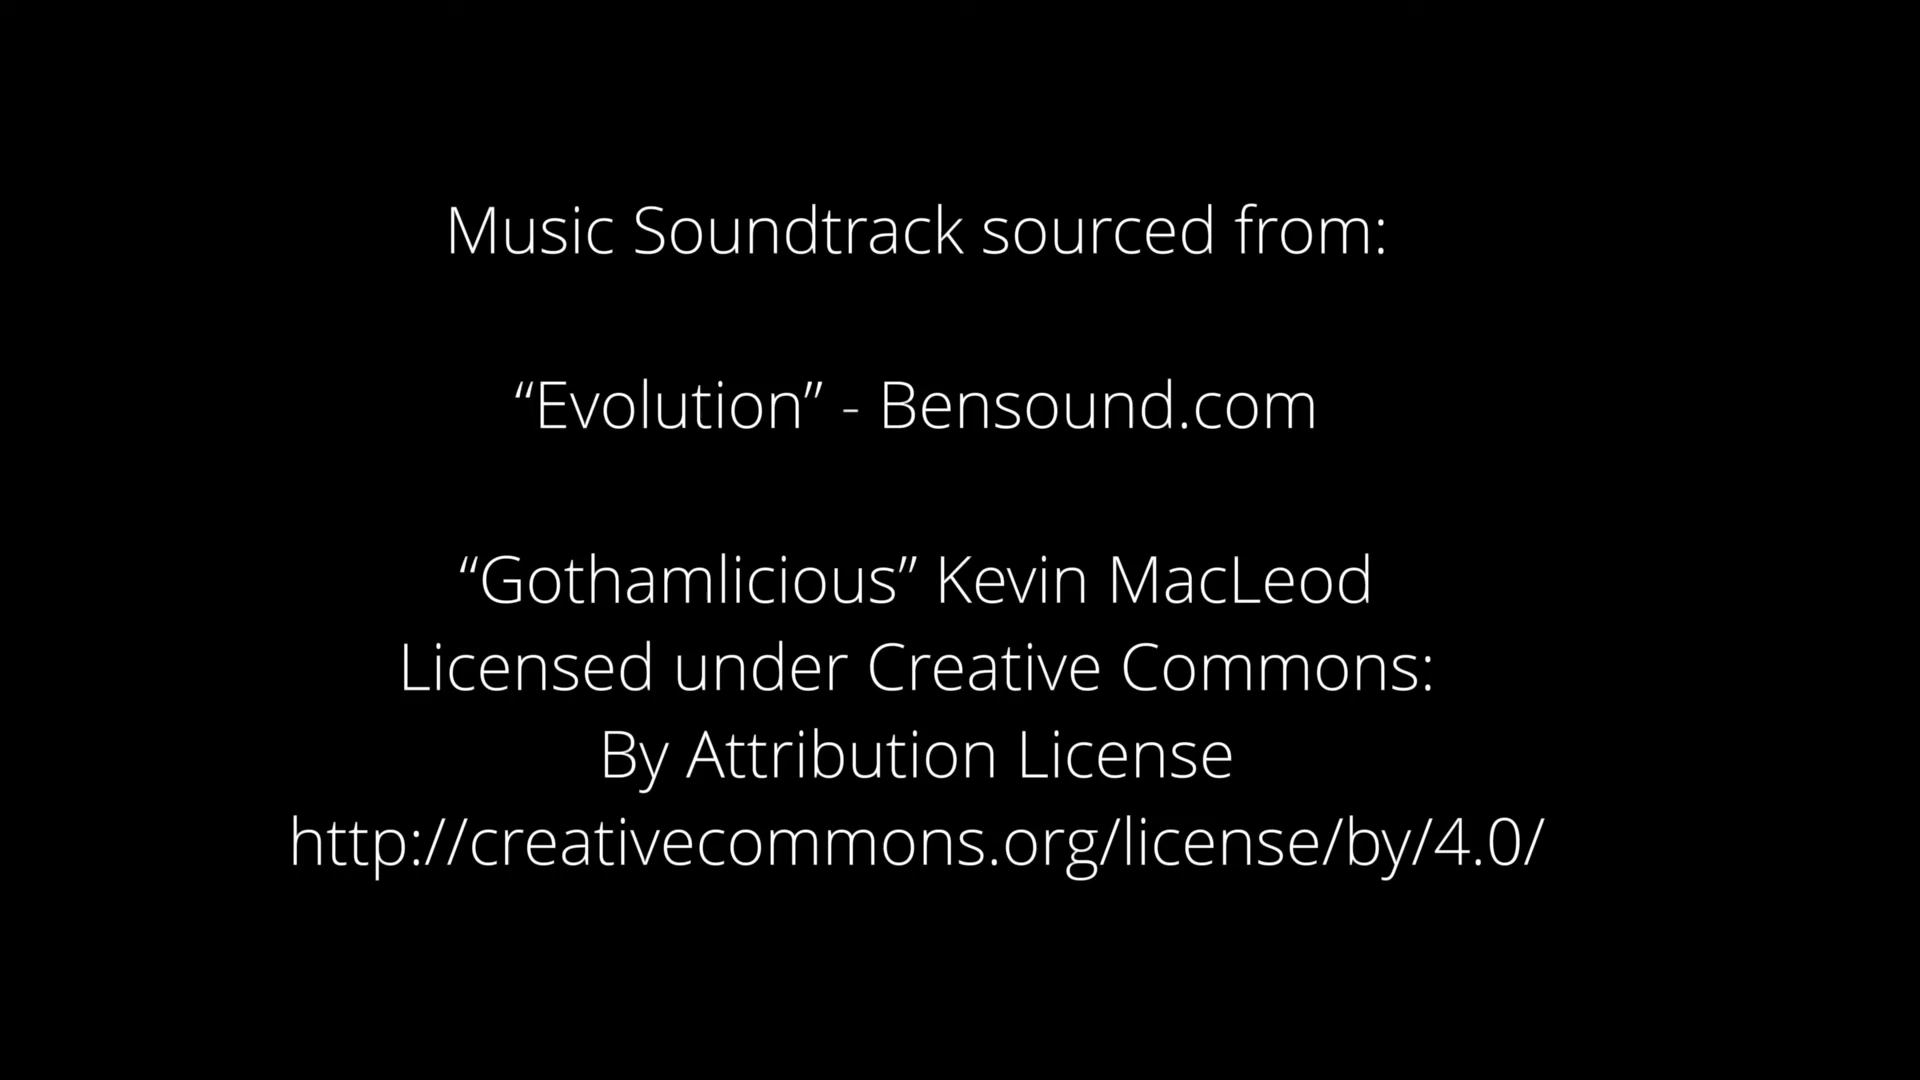 Music Soundtrack sourced from:
“Evolution” - Bensound.com
“Gothamlicious” Kevin MacLeod
Licensed under Creative Commons:
By Attribution License
http://creativecommons.org/license/by/4.0/